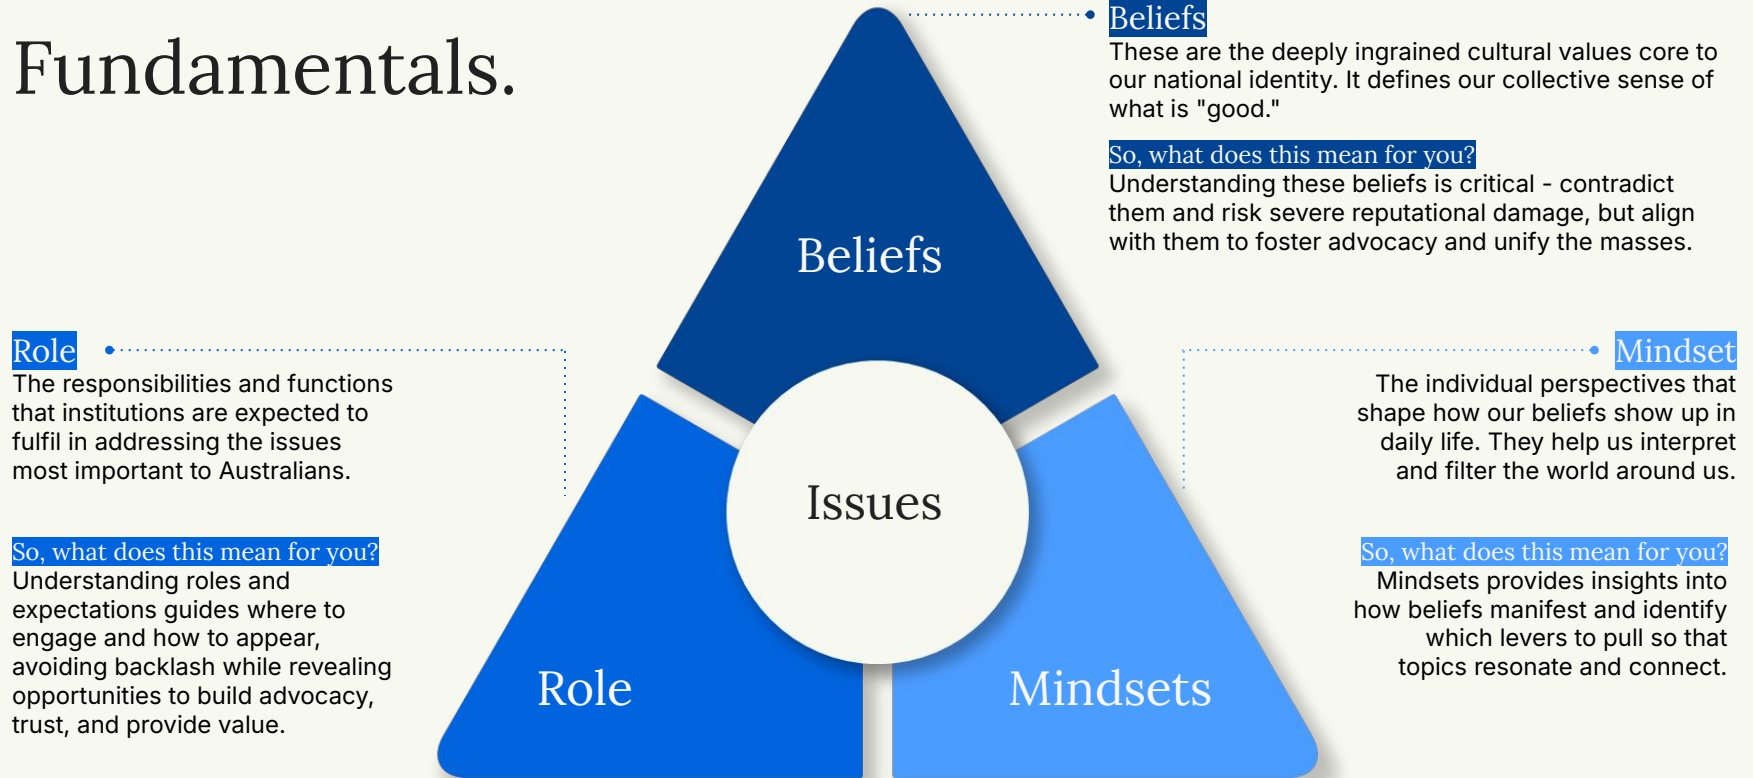 Fundamentals.
Beliefs
These are the deeply ingrained cultural values core to
our national identity. It defines our collective sense of
what is "good."
So, what does this mean for you?
Understanding these beliefs is critical - contradict
them and risk severe reputational damage, but align
with them to foster advocacy and unify the masses.
Beliefs
Role
The responsibilities and functions
that institutions are expected to
fulfil in addressing the issues
most important to Australians.
So, what does this mean for you?
Understanding roles and
expectations guides where to
engage and how to appear,
avoiding backlash while revealing
opportunities to build advocacy,
trust, and provide value.
Issues
Role
Mindsets
Mindset
The individual perspectives that
shape how our beliefs show up in
daily life. They help us interpret
and filter the world around us.
So, what does this mean for you?
Mindsets provides insights into
how beliefs manifest and identify
which levers to pull so that
topics resonate and connect.